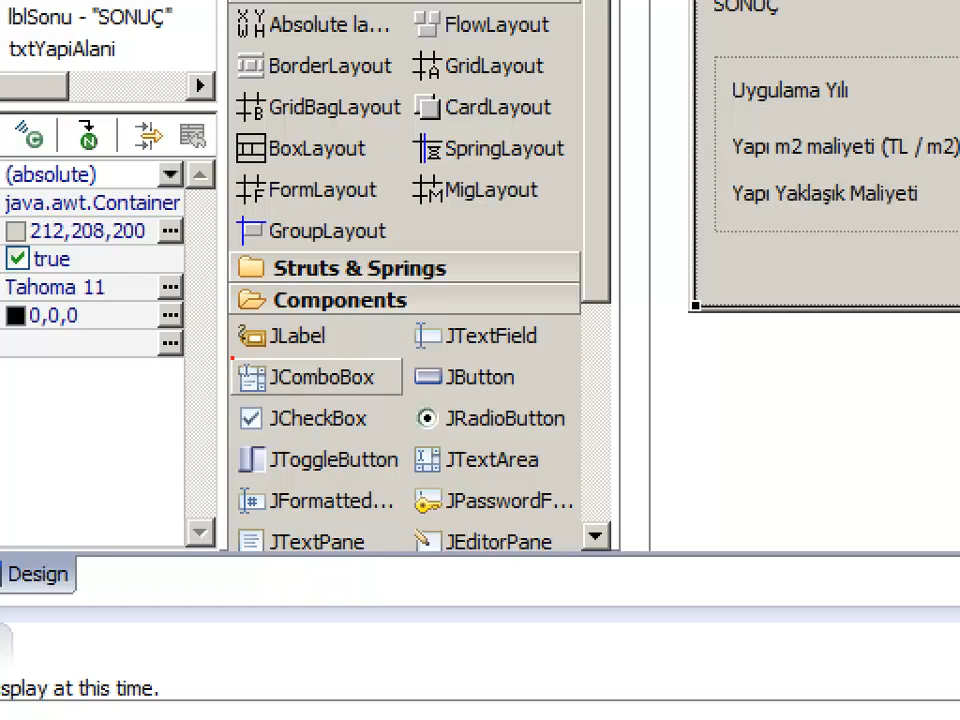 lblSonu - "SONUÇ"
txtYapiAlani
(absolute)
java.awt.Container
212,208,200
true
Tahoma 11
0,0,0
Absolute la...
FlowLayout
BorderLayout
GridLayout
GridBagLayout
CardLayout
BoxLayout
SpringLayout
FormLayout
MigLayout
GroupLayout
Struts & Springs
Components
JLabel
JTextField
JComboBox
JButton
JCheckBox
JRadioButton
JToggleButton
JTextArea
JFormatted...
JPasswordF...
JTextPane
JEditorPane
SONUÇ
Uygulama Yılı
Yapı m2 maliyeti (TL / m2)
Yapı Yaklaşık Maliyeti
Design
splay at this time.